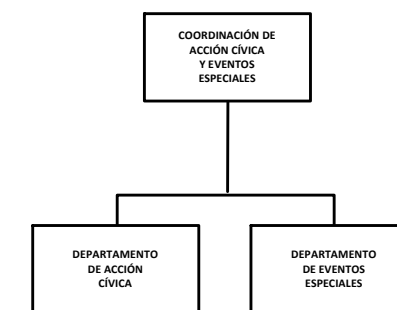 COORDINACIÓN DE
ACCIÓN CÍVICA
Y EVENTOS
ESPECIALES
DEPARTAMENTO
DE ACCIÓN
CÍVICA
DEPARTAMENTO
DE EVENTOS
ESPECIALES